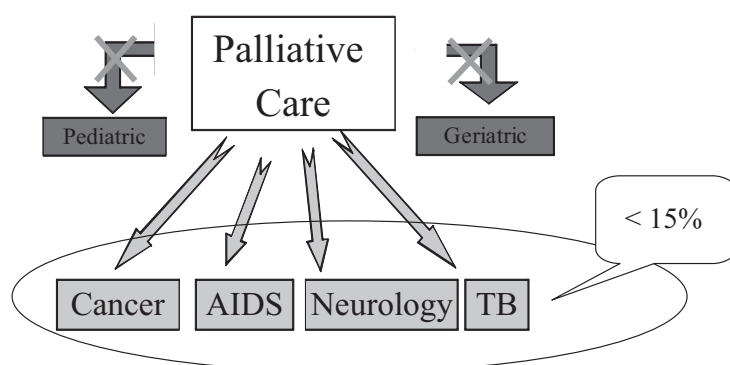 Palliative
Care
Pediatric
Geriatric
< 15%
Cancer
AIDS
Neurology
TB